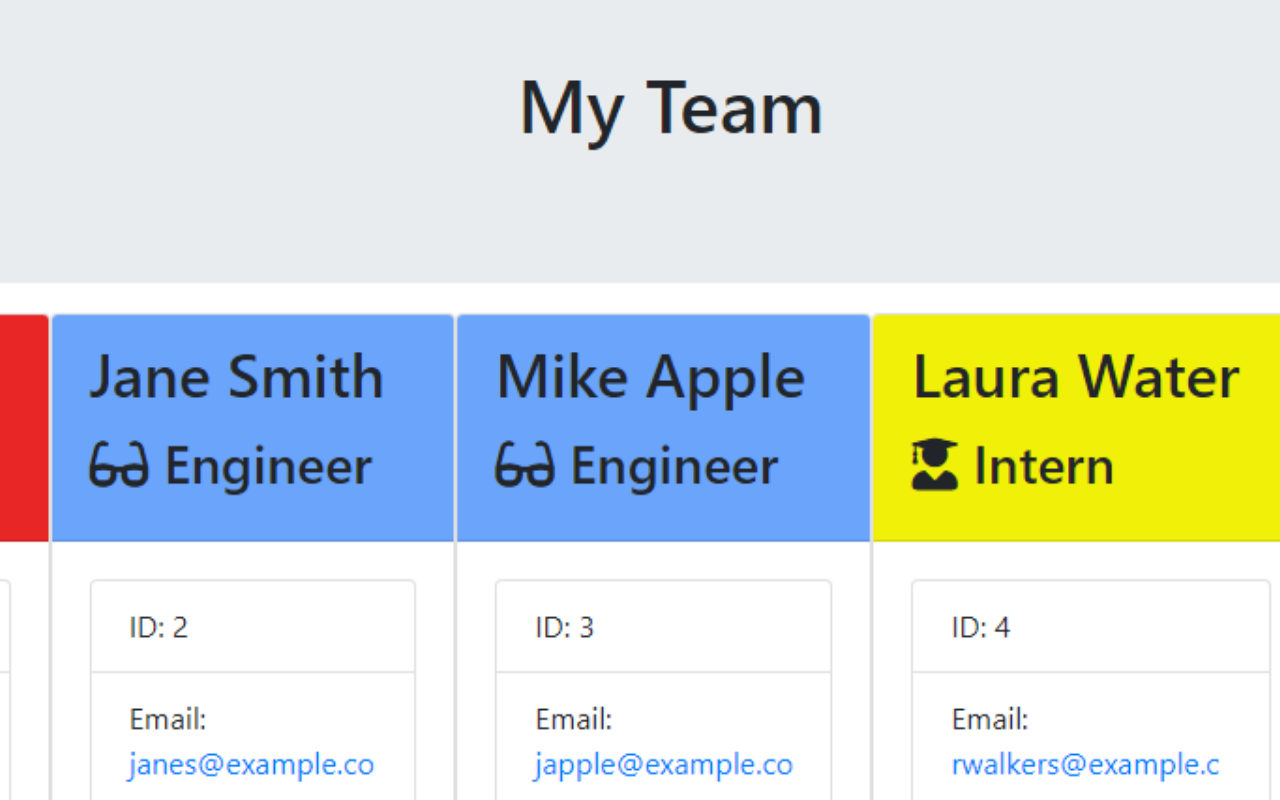 My Team
Jane Smith
Engineer
ID: 2
Email:
janes@example.co
Mike Apple
Engineer
ID: 3
Email:
japple@example.co
Laura Water
Intern
ID: 4
Email:
rwalkers@example.c